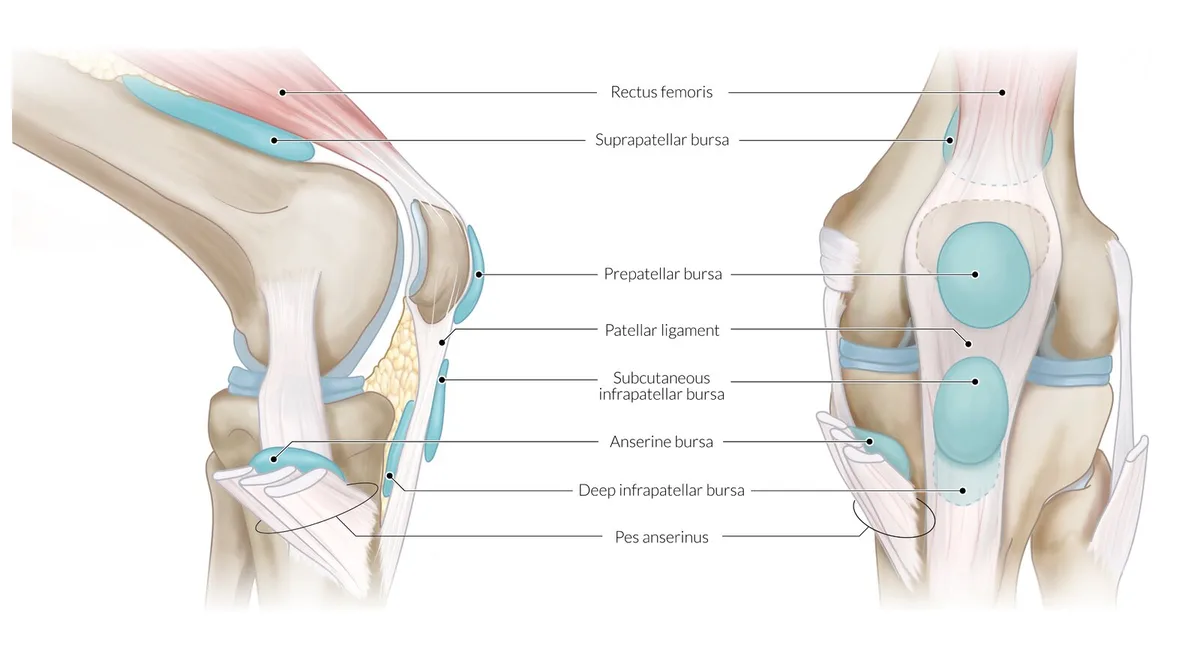 Rectus femoris
Suprapatellar bursa
Prepatellar bursa
Patellar ligament
Subcutaneous
infrapatellar bursa
Anserine bursa
Deep infrapatellar bursa
Pes anserinus